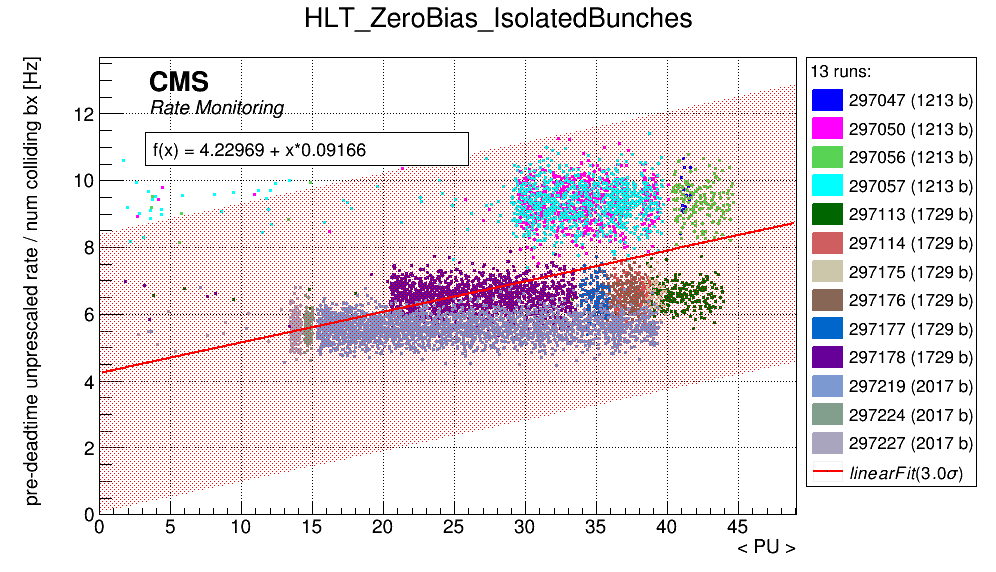 HLT_ZeroBias_IsolatedBunches
pre-deadtime unprescaled rate / num colliding bx [Hz]
CMS
Rate Monitoring
f(x) = 4.22969 + x*0.09166
12
10
8
6
4
2
0
0 5 10 15 20 25 30 35 40 45
< PU >
13 runs:
297047 (1213 b)
297050 (1213 b)
297056 (1213 b)
297057 (1213 b)
297113 (1729 b)
297114 (1729 b)
297175 (1729 b)
297176 (1729 b)
297177 (1729 b)
297178 (1729 b)
297219 (2017 b)
297224 (2017 b)
297227 (2017 b)
linearFit(3.0σ)